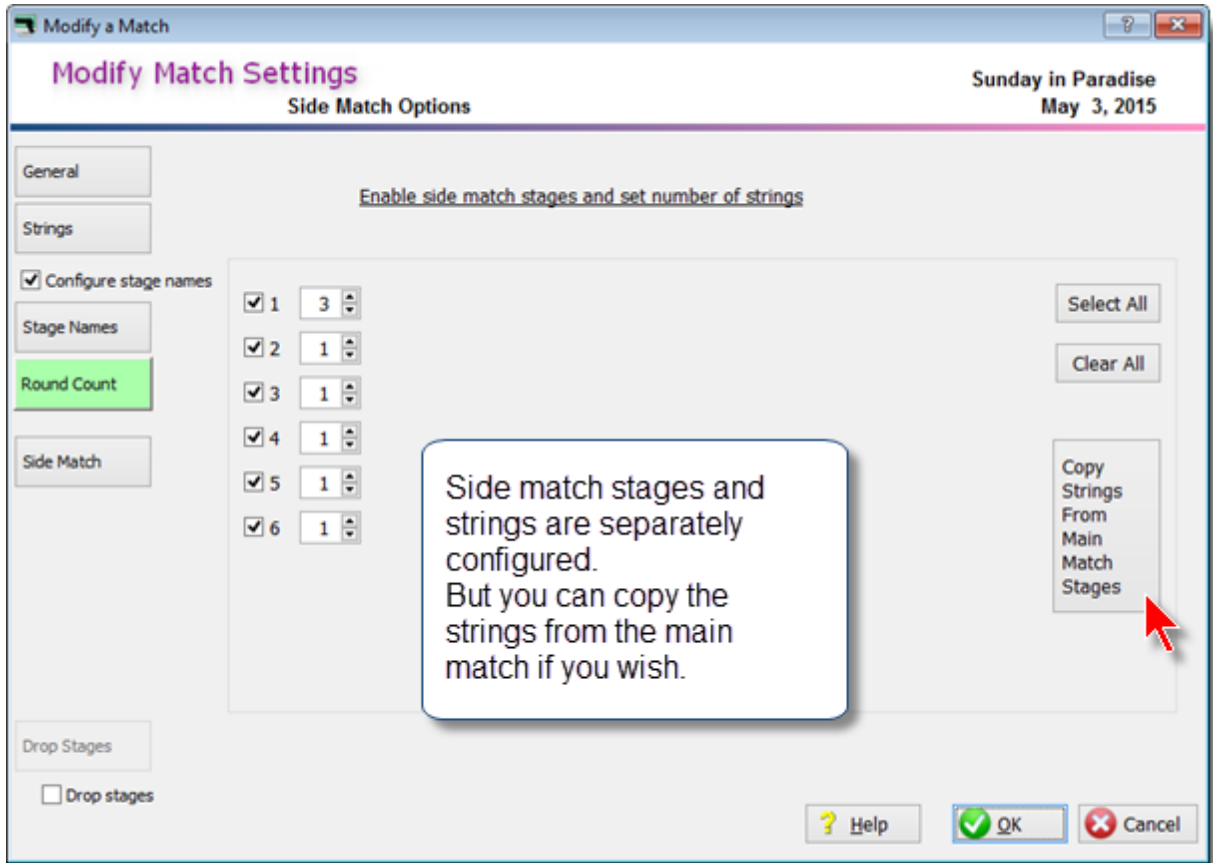 Modify a Match
?
Modify Match Settings
Side Match Options
Sunday in Paradise
May 3, 2015
General
Strings
Configure stage names
Stage Names
Round Count
Side Match
Drop Stages
Drop stages
Enable side match stages and set number of strings
1 3
2 1
3 1
4 1
5 1
6 1
Select All
Clear All
Copy
Strings
From
Main
Match
Stages
Side match stages and
strings are separately
configured.
But you can copy the
strings from the main
match if you wish.
? Help
OK
Cancel